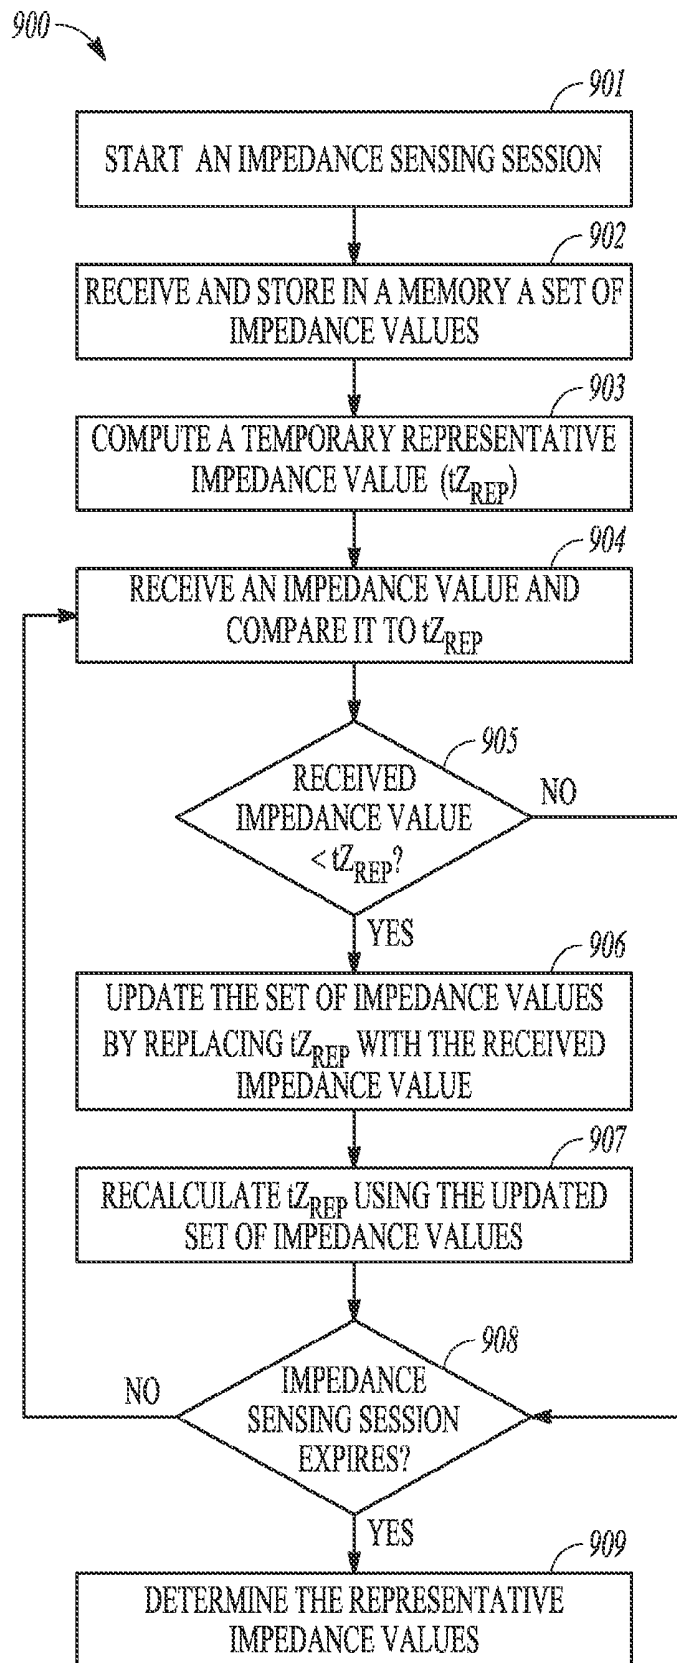 900
901
START AN IMPEDANCE SENSING SESSION
902
RECEIVE AND STORE IN A MEMORY A SET OF
IMPEDANCE VALUES
903
COMPUTE A TEMPORARY REPRESENTATIVE
IMPEDANCE VALUE (tZREP)
904
RECEIVE AN IMPEDANCE VALUE AND
COMPARE IT TO tZREP
905
RECEIVED
IMPEDANCE VALUE
< tZREP?
NO
YES
906
UPDATE THE SET OF IMPEDANCE VALUES
BY REPLACING tZREP WITH THE RECEIVED
IMPEDANCE VALUE
907
RECALCULATE tZREP USING THE UPDATED
SET OF IMPEDANCE VALUES
908
IMPEDANCE
SENSING SESSION
EXPIRES?
NO
YES
909
DETERMINE THE REPRESENTATIVE
IMPEDANCE VALUES